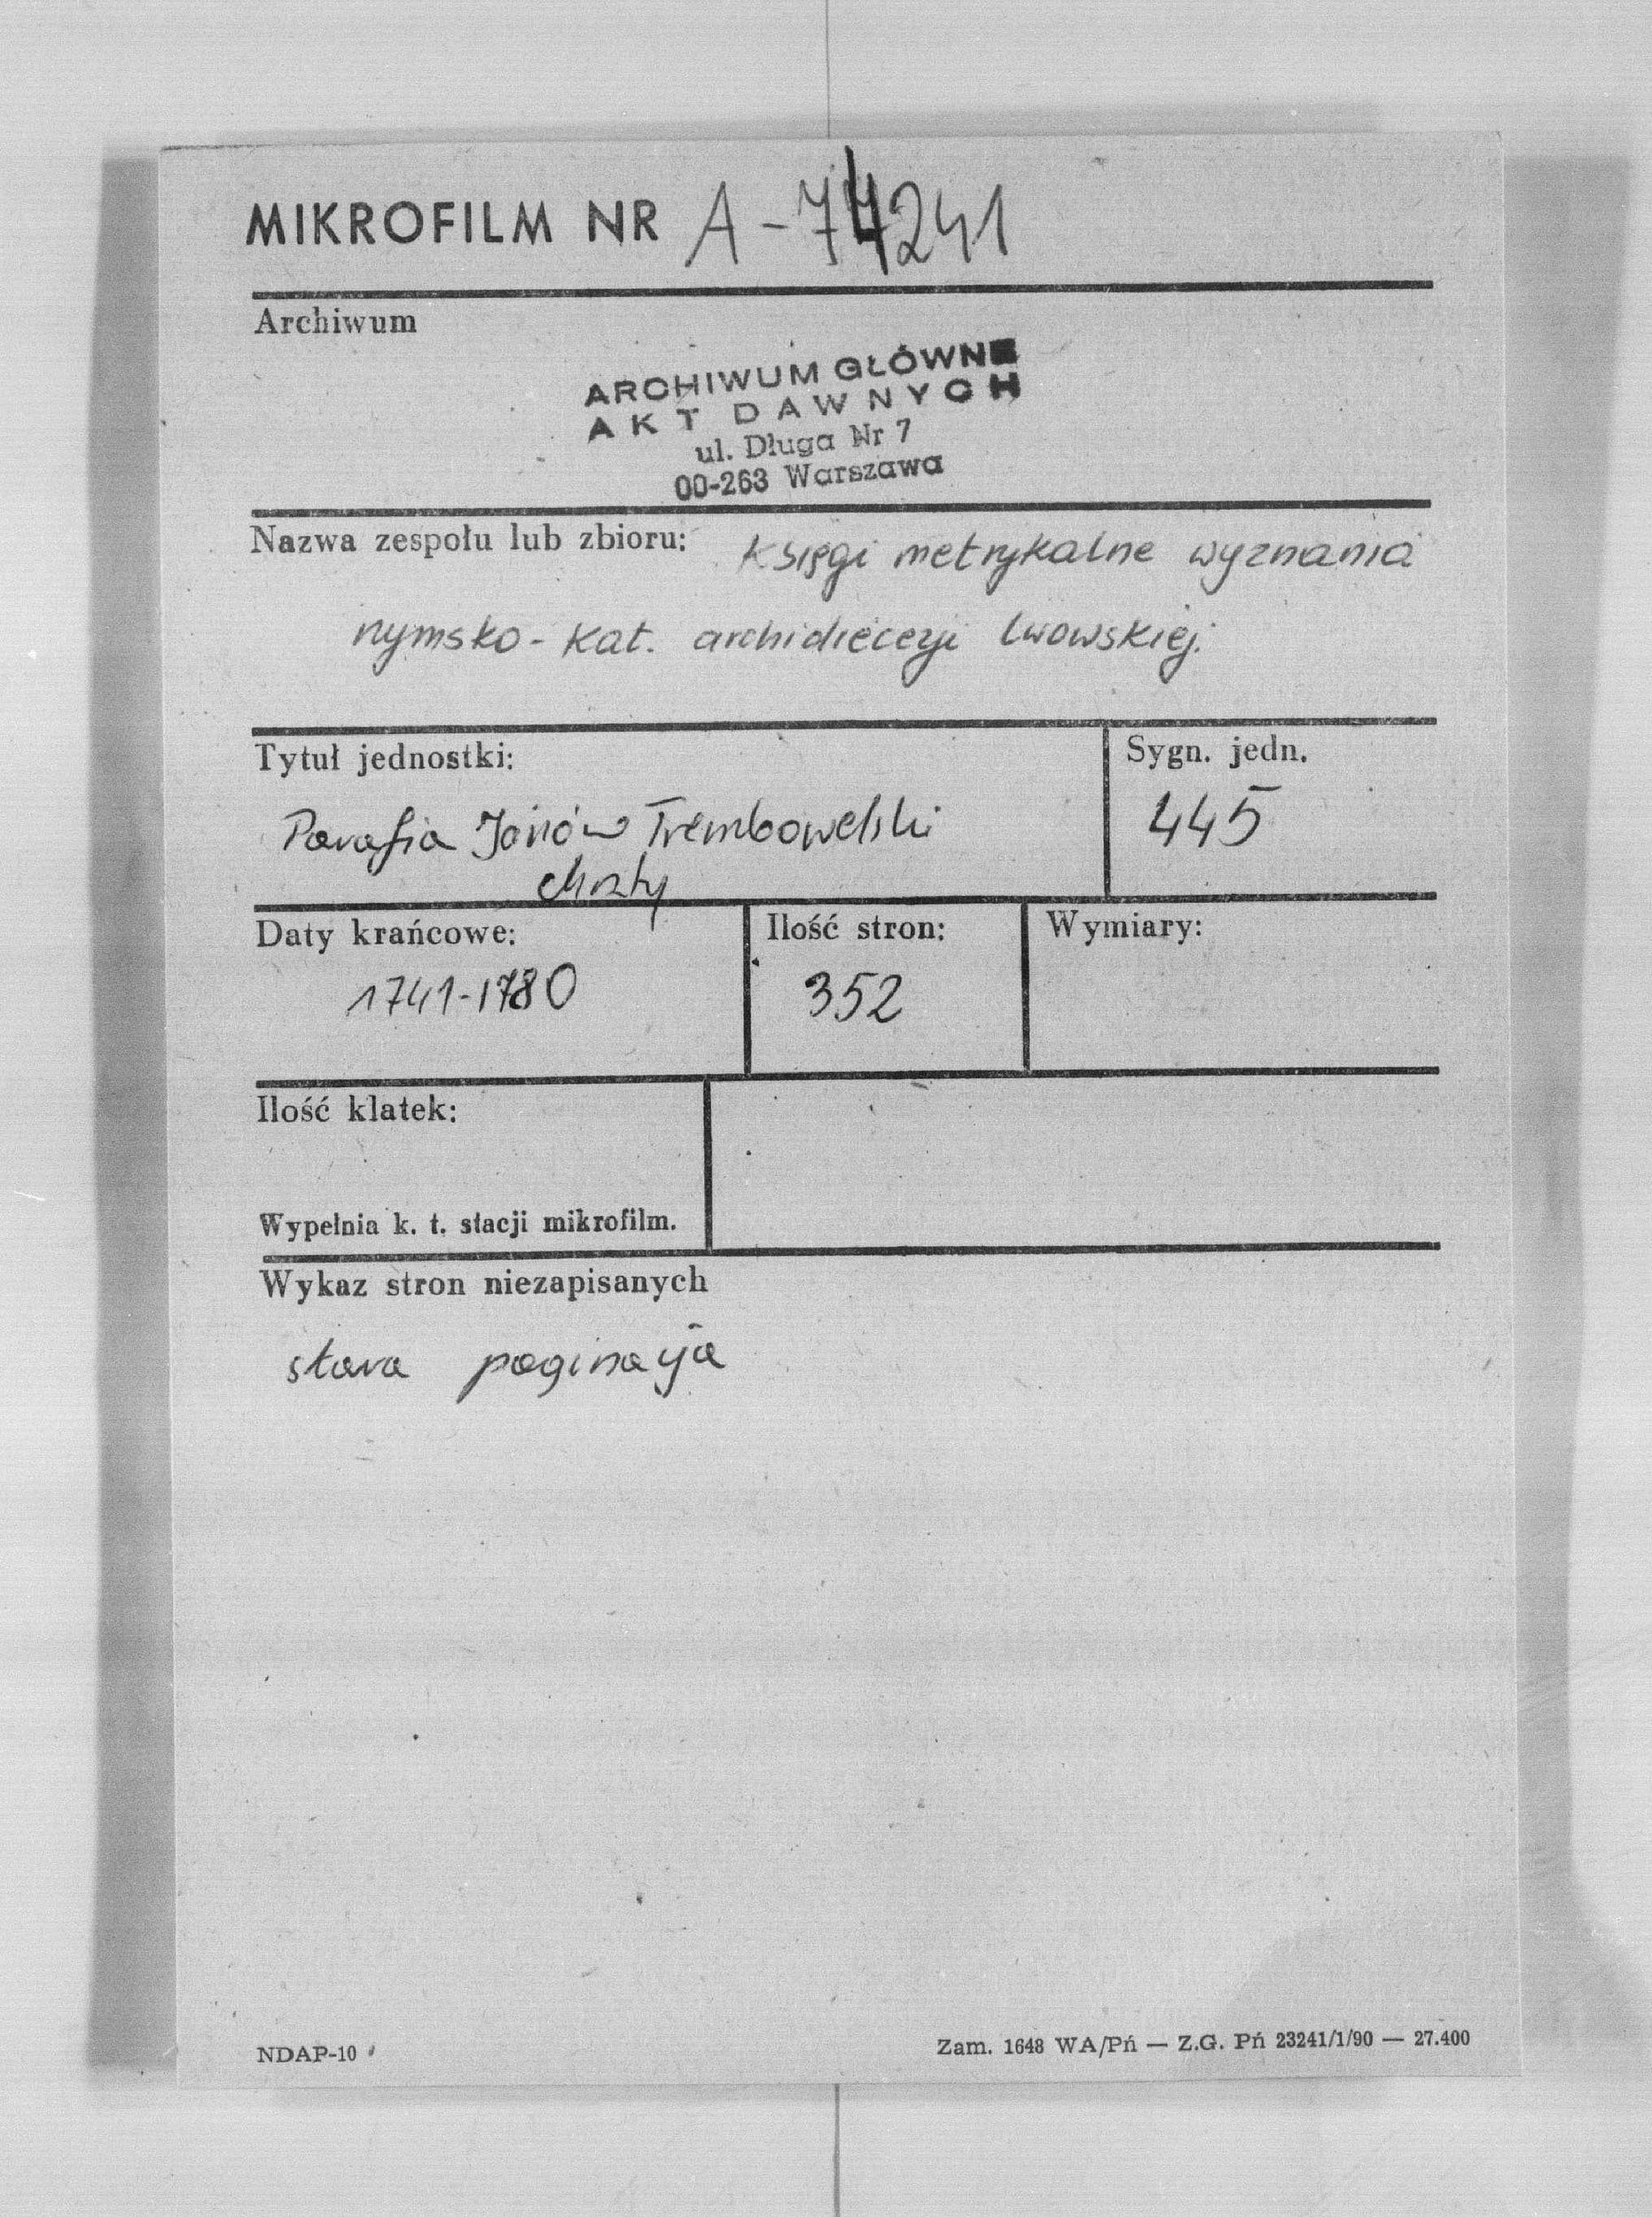 MIKROFILM NR A-74241
Archiwum
ARCHIWUM GŁÓWNE
AKT DAWNYCH
ul. Długa Nr 7
00-263 Warszawa
Nazwa zespołu lub zbioru: Księgi metrykalne wyznania
rymsko-kat. archidiecezji lwowskiej.
Tytuł jednostki:
Sygn. jedn.
Parafia Janów Trembowelski
445
chrzty
Daty krańcowe:
Ilość stron:
Wymiary:
1741-1780
352
Ilość klatek:
Wypełnia k. t. stacji mikrofilm.
Wykaz stron niezapisanych
stara paginacja
NDAP-10
Zam. 1648 WA/Pń — Z.G. Pń 23241/1/90 — 27.400